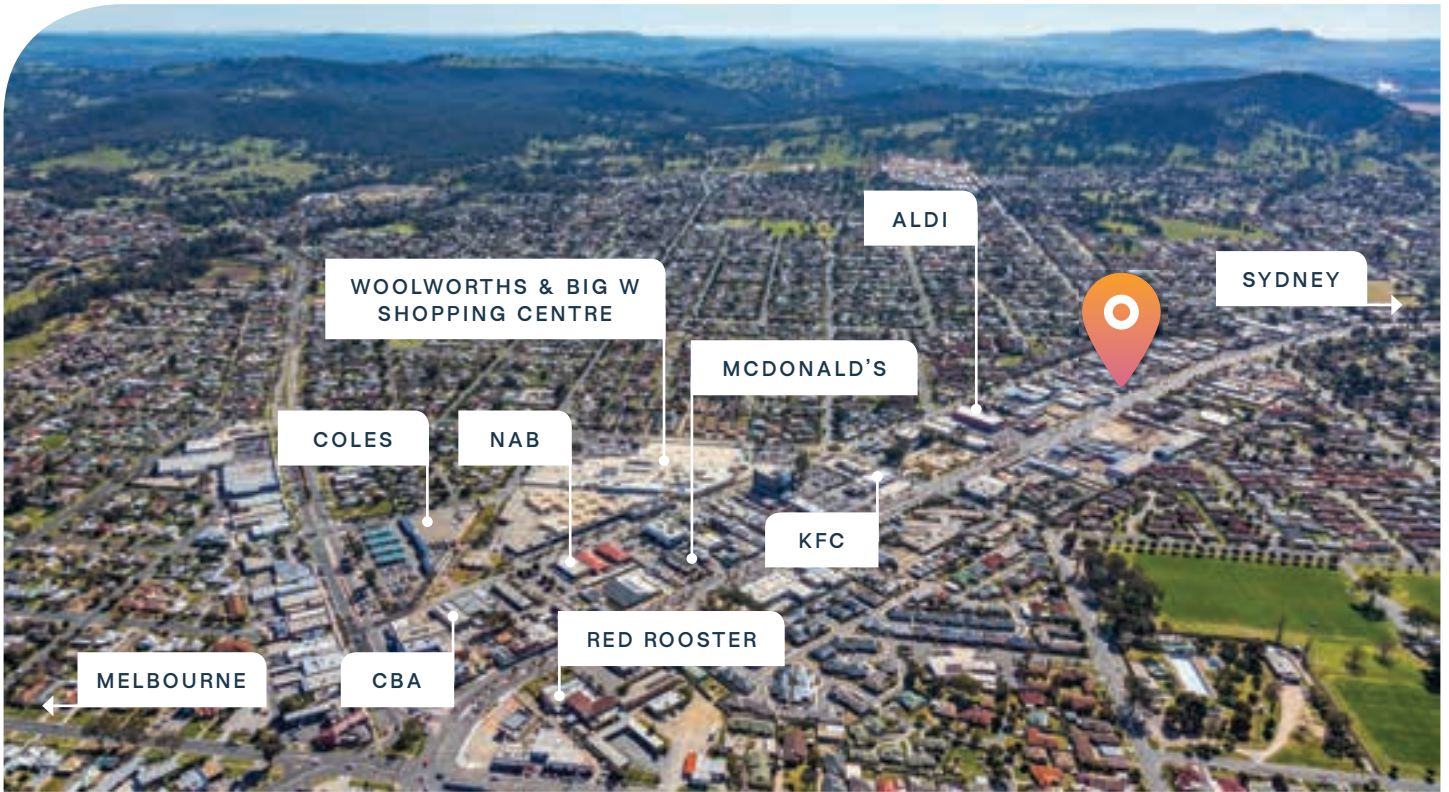 ALDI
SYDNEY
WOOLWORTHS & BIG W
SHOPPING CENTRE
MCDONALD’S
COLES
NAB
KFC
RED ROOSTER
MELBOURNE
CBA